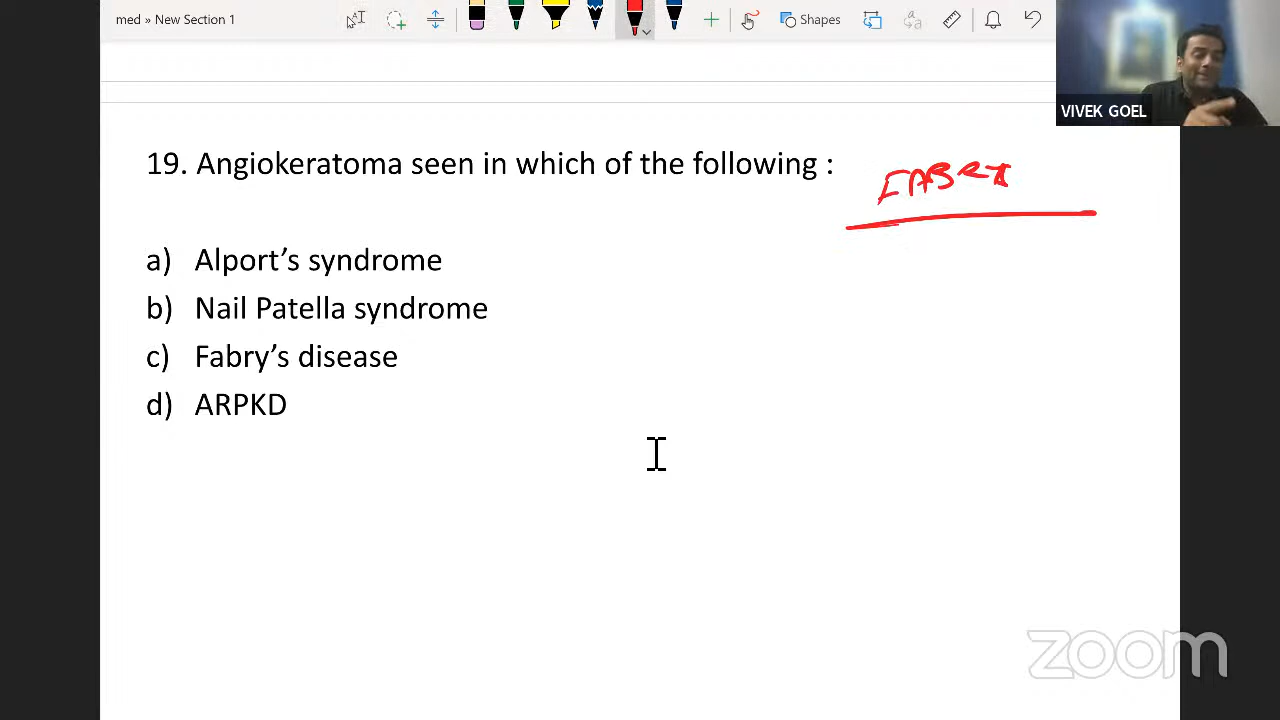 med » New Section 1
Shapes
VIVEK GOEL
19. Angiokeratoma seen in which of the following :
FABRY
a) Alport’s syndrome
b) Nail Patella syndrome
c) Fabry’s disease
d) ARPKD
zoom